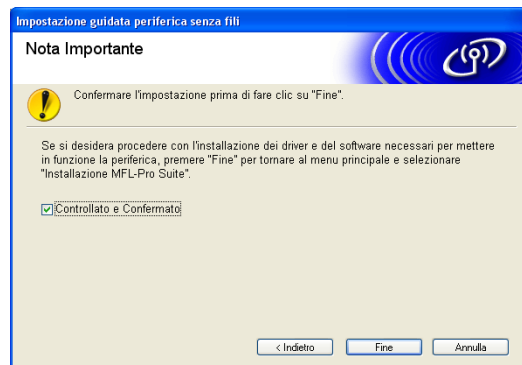 Impostazione guidata periferica senza fili
Nota Importante
Confermare l'impostazione prima di fare clic su "Fine".
Se si desidera procedere con l'installazione dei driver e del software necessari per mettere
in funzione la periferica, premere "Fine" per tornare al menu principale e selezionare
"Installazione MFL-Pro Suite".
Controllato e Confermato
< Indietro
Fine
Annulla